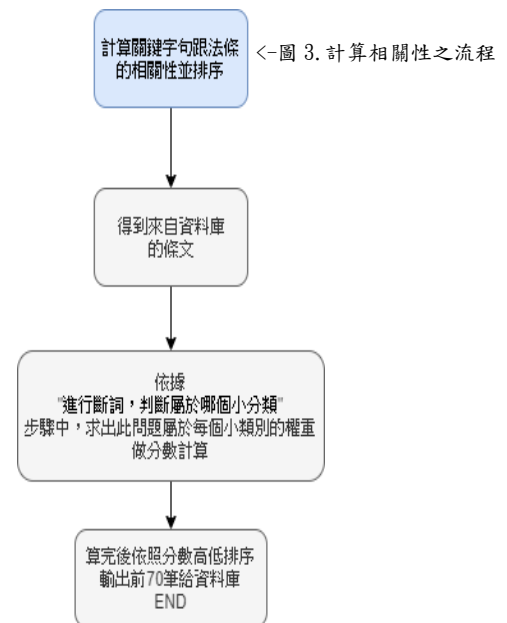 計算關鍵字句跟法條
的相關性並排序
<-圖 3.計算相關性之流程
得到來自資料庫
的條文
依據
"進行斷詞，判斷屬於哪個小分類"
步驟中，求出此問題屬於每個小類別的權重
做分數計算
算完後依照分數高低排序
輸出前70筆給資料庫
END